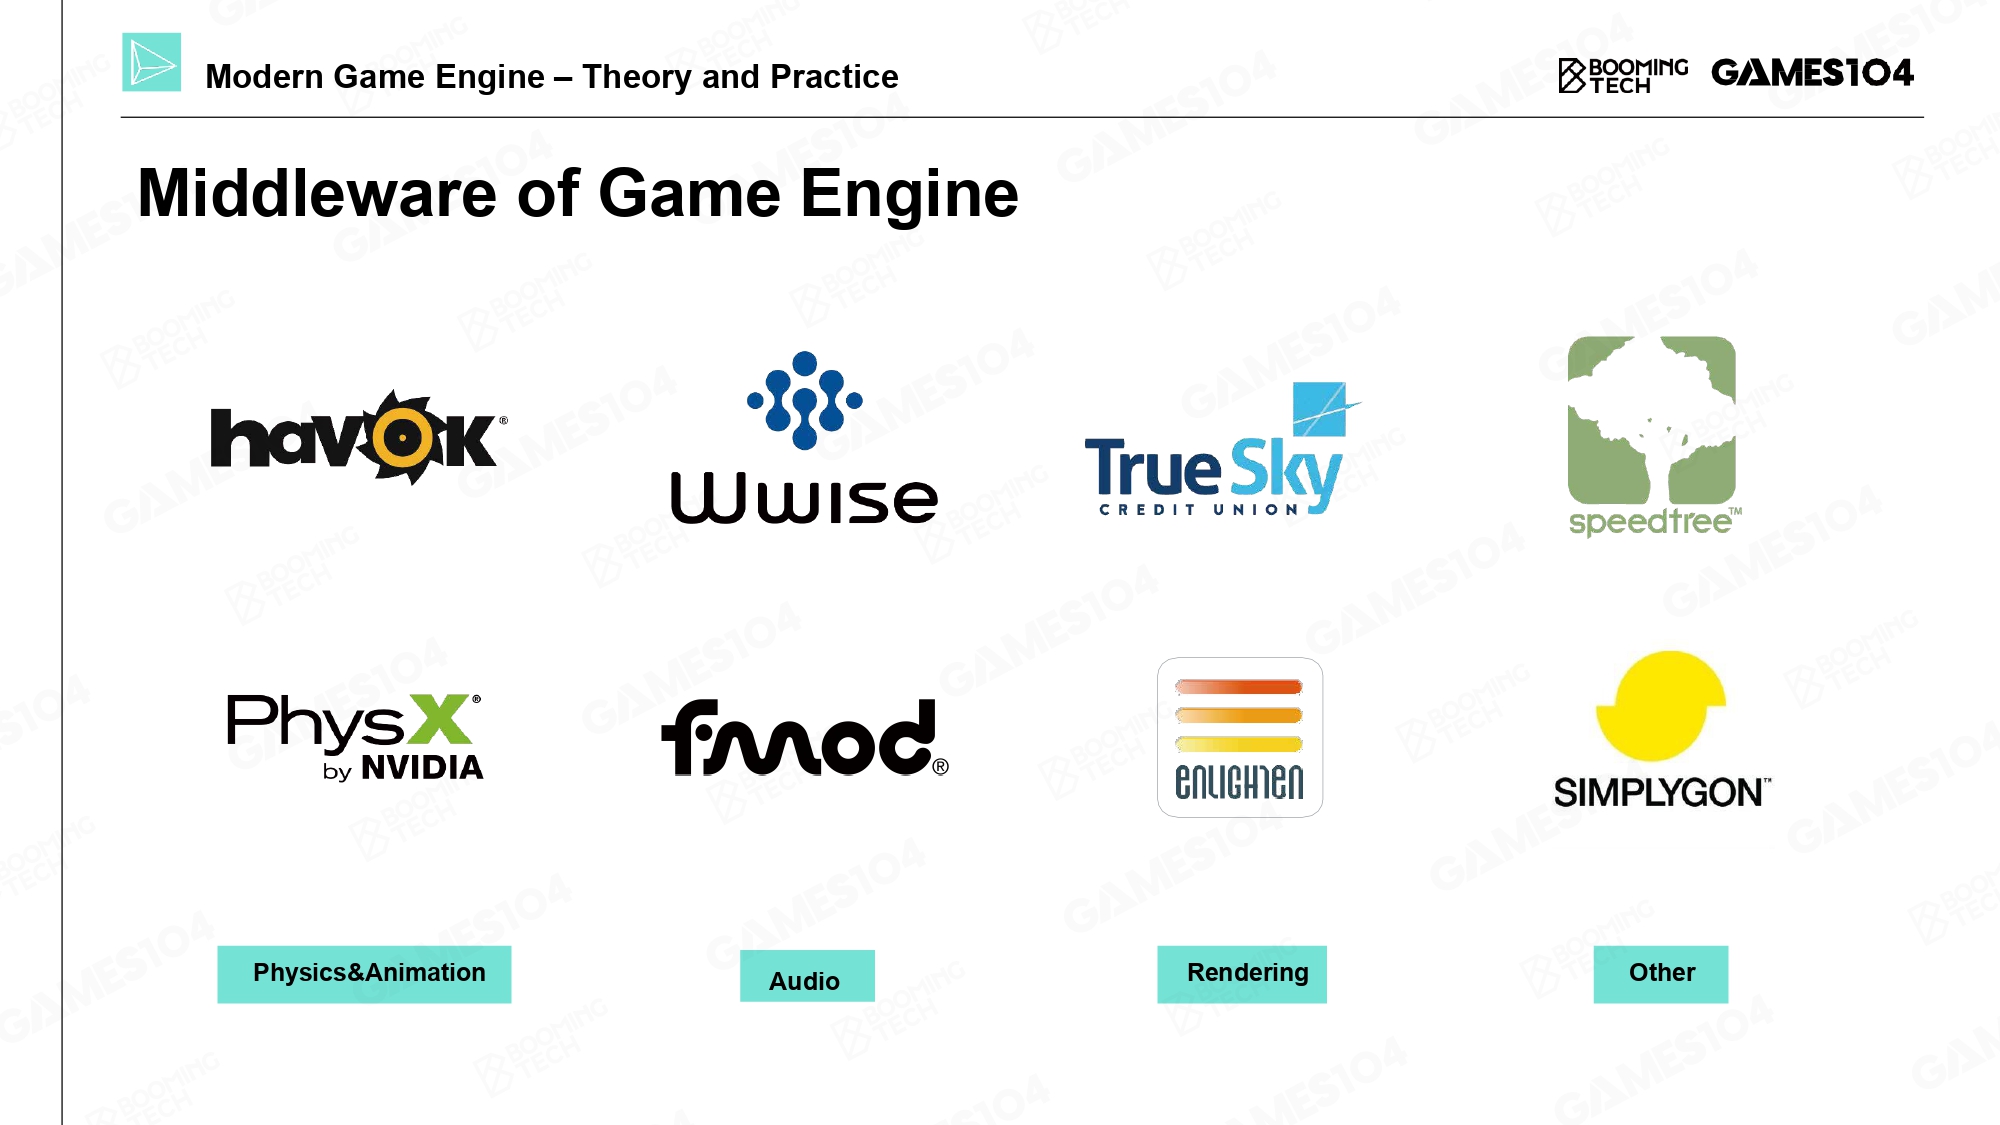 Modern Game Engine – Theory and Practice
BOOMING TECH
GAMES104
Middleware of Game Engine
havok®
Wwise
True Sky
CREDIT UNION
speedtree™
PhysX®
by NVIDIA
fmod®
ENLIGHTEN
SIMPLYGON™
Physics&Animation
Audio
Rendering
Other